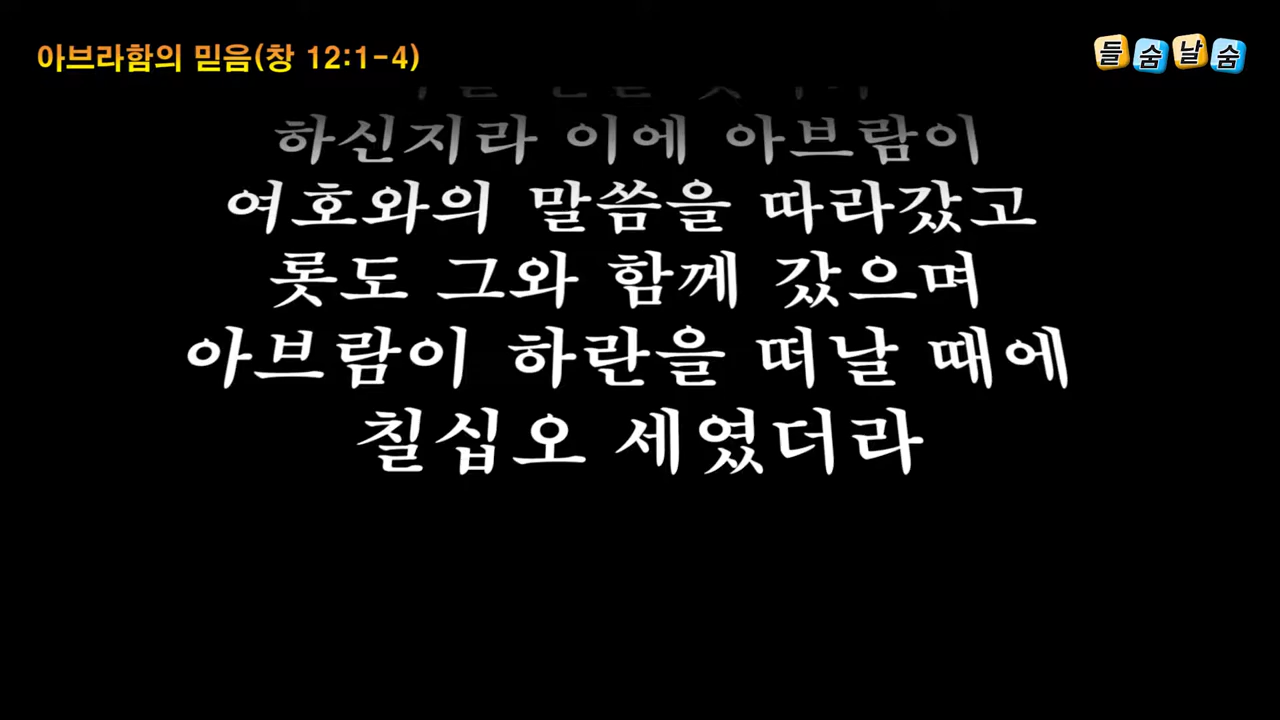 아브라함의 믿음(창 12:1-4)
들숨날숨
하신지라 이에 아브람이
여호와의 말씀을 따라갔고
롯도 그와 함께 갔으며
아브람이 하란을 떠날 때에
칠십오 세였더라